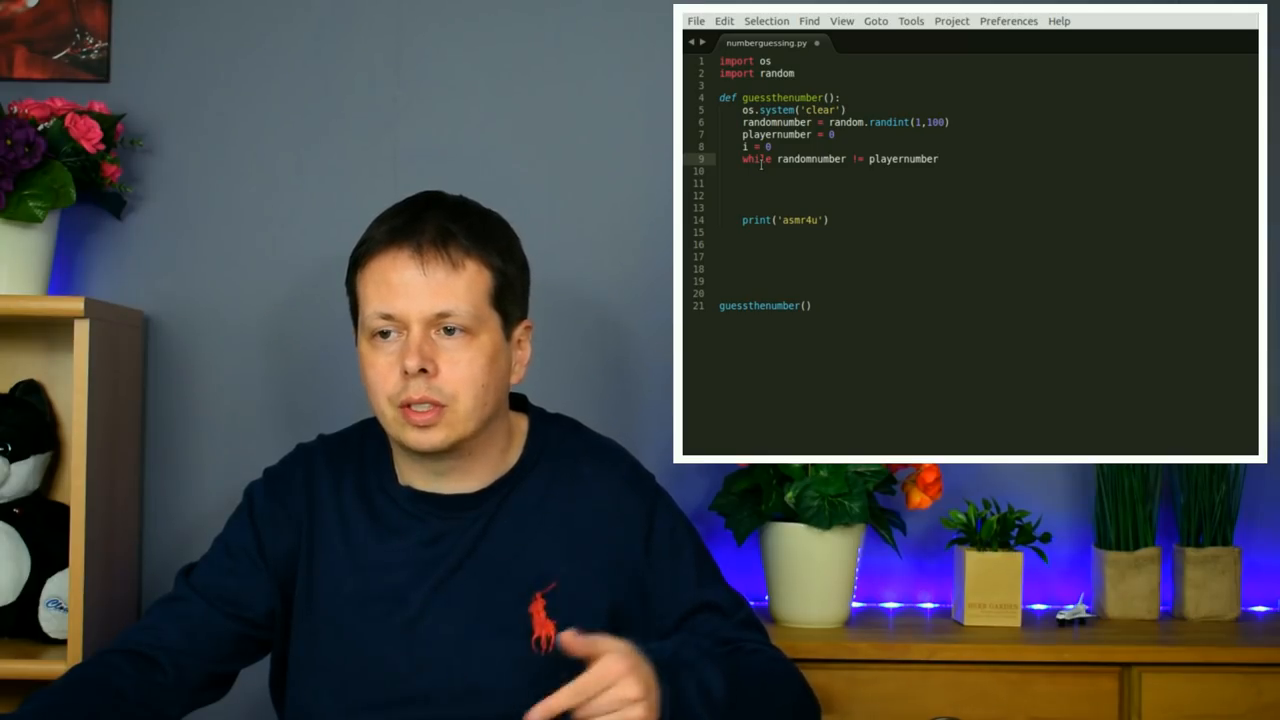 File Edit Selection Find View Goto Tools Project Preferences Help
numberguessing.py
1 import os
2 import random
3
4 def guessthenumber():
5 os.system('clear')
6 randomnumber = random.randint(1,100)
7 playernumber = 0
8 i = 0
9 while randomnumber != playernumber
10
11
12
13
14 print('asmr4u')
15
16
17
18
19
20
21 guessthenumber()
HERB GARDEN